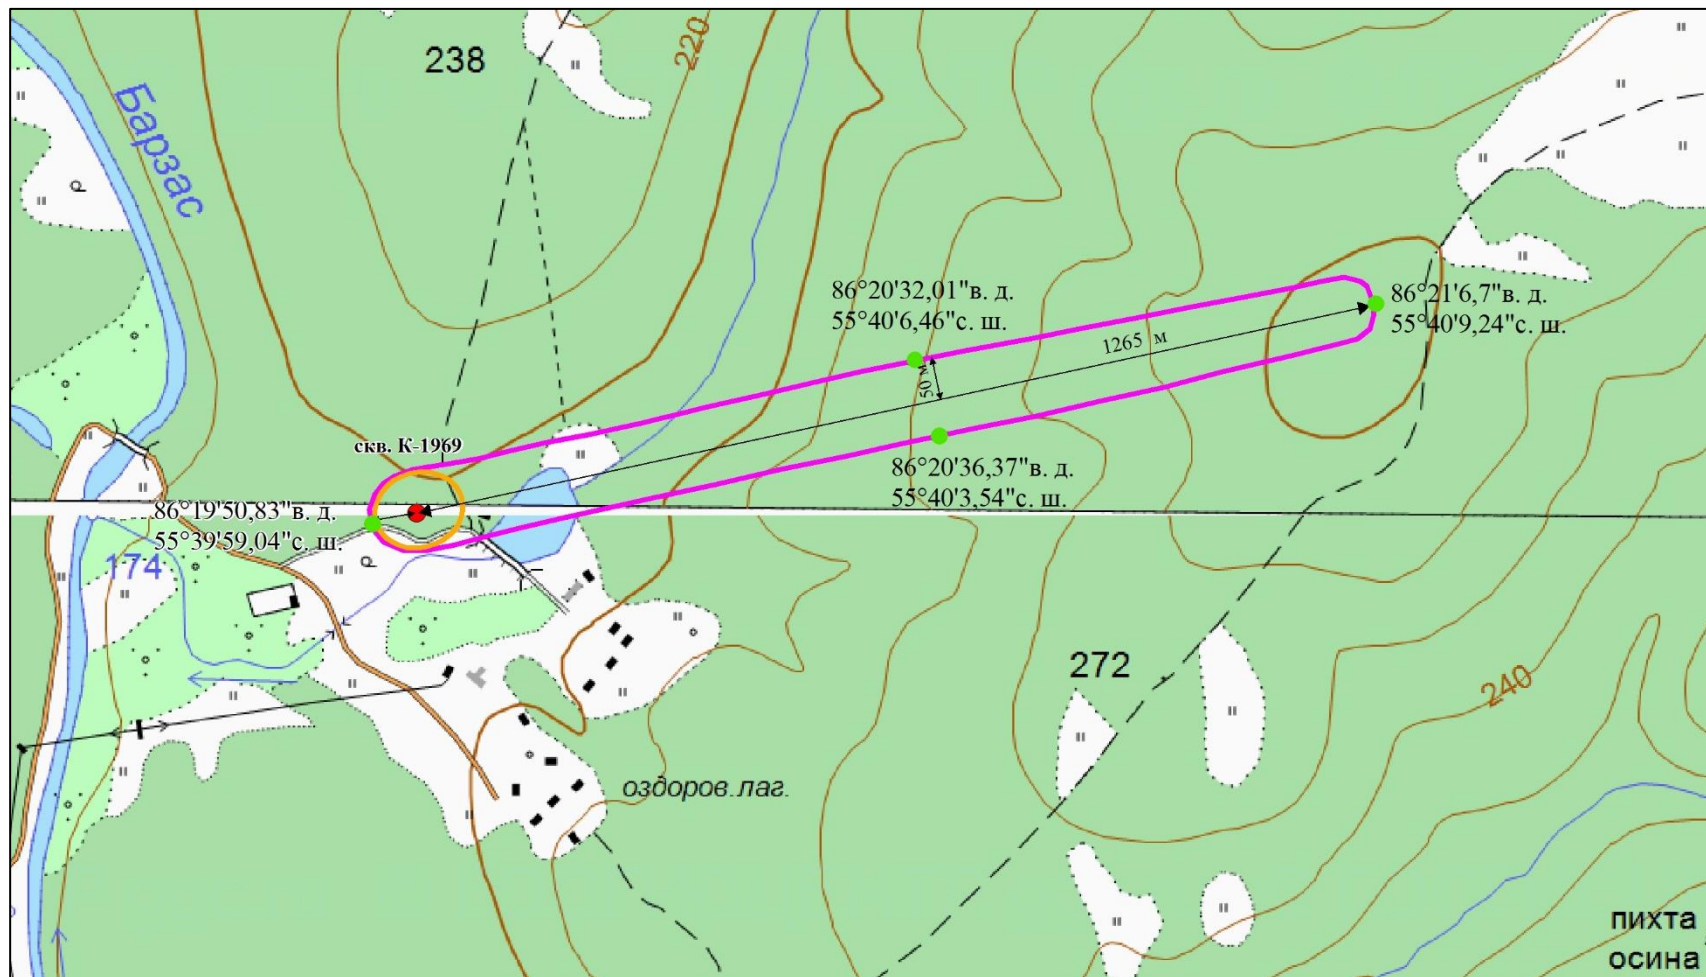 238
220
Барзас
86°20'32,01"в. д.
55°40'6,46"с. ш.
86°21'6,7"в. д.
55°40'9,24"с. ш.
1265 м
50 м
скв. К-1969
86°20'36,37"в. д.
55°40'3,54"с. ш.
86°19'50,83"в. д.
55°39'59,04"с. ш.
174
272
240
оздоров.лаг.
пихта
осина